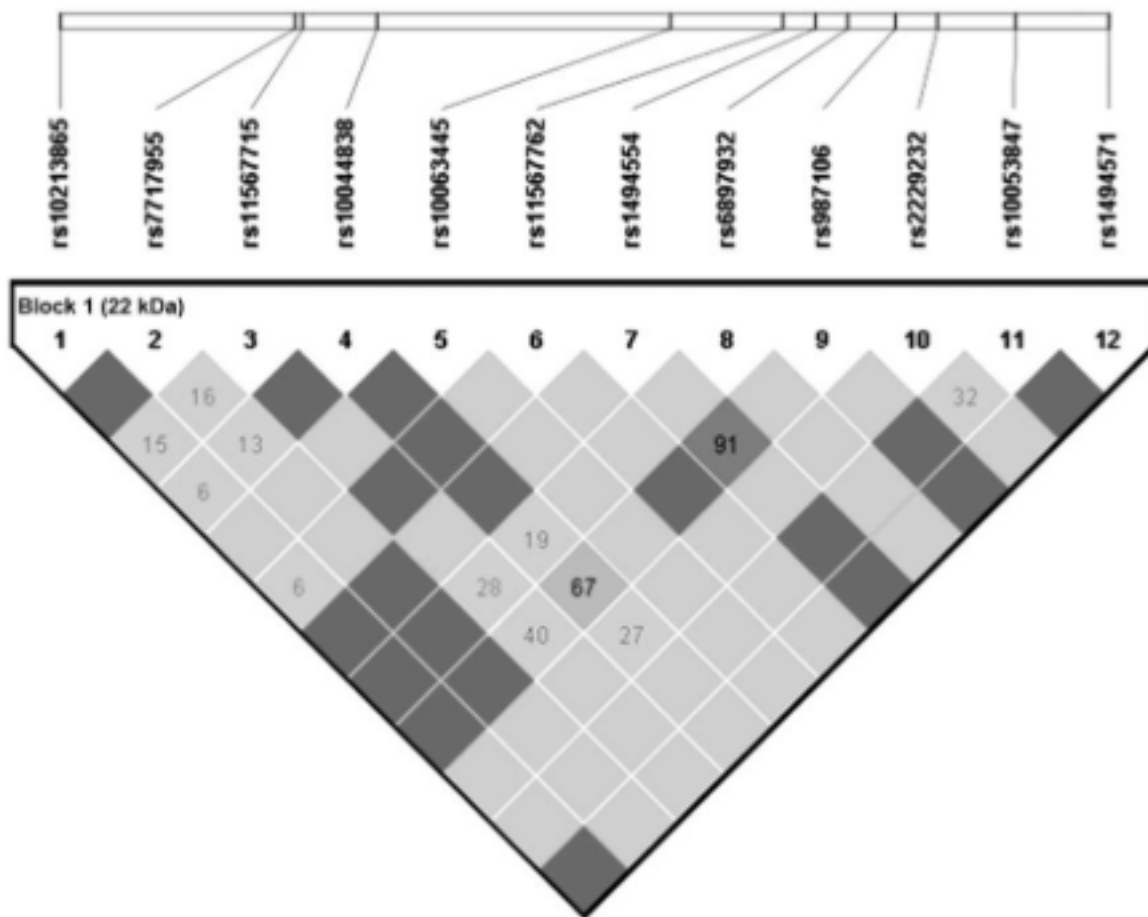 rs10213865
rs7717955
rs11567715
rs10044838
rs10063445
rs11567762
rs1494554
rs6897932
rs987106
rs2229232
rs10053847
rs1494571
Block 1 (22 kDa)
1 2 3 4 5 6 7 8 9 10 11 12
16 32
15 13 91
6
19
6 28 67
40 27